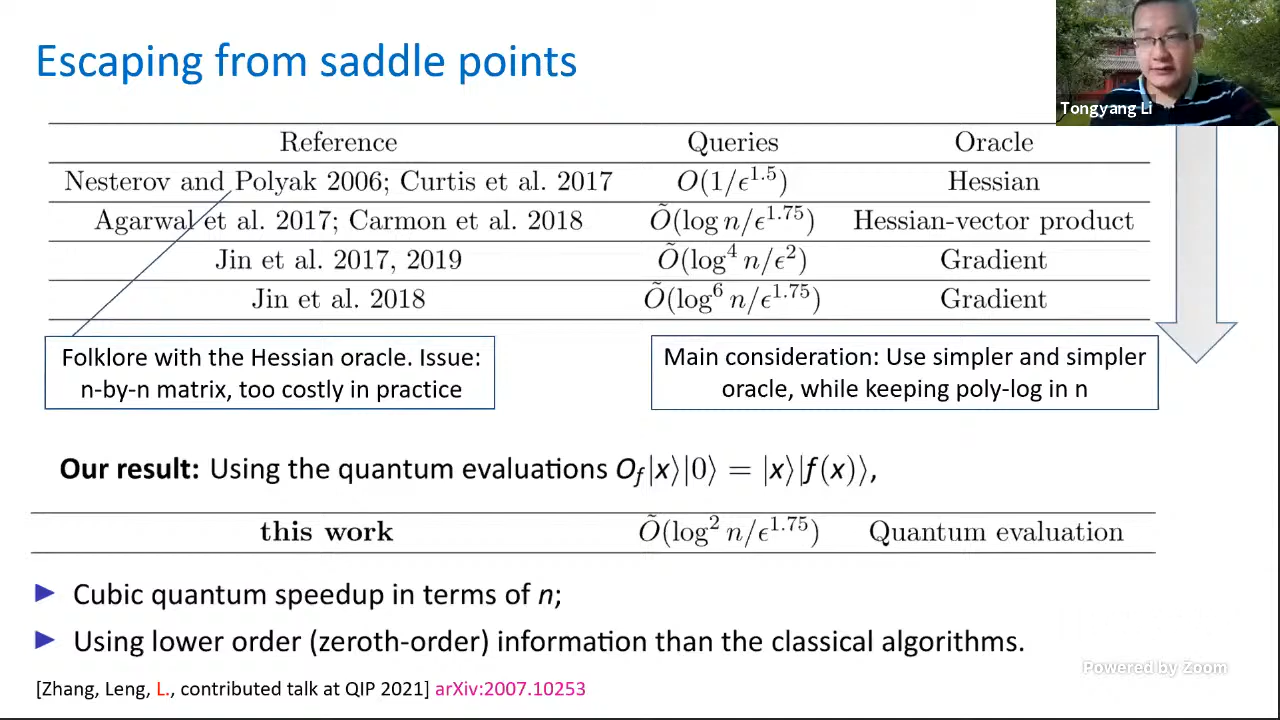 Escaping from saddle points
Tongyang Li
Reference Queries Oracle
Nesterov and Polyak 2006; Curtis et al. 2017 O(1/ϵ^1.5) Hessian
Agarwal et al. 2017; Carmon et al. 2018 Õ(log n/ϵ^1.75) Hessian-vector product
Jin et al. 2017, 2019 Õ(log^4 n/ϵ^2) Gradient
Jin et al. 2018 Õ(log^6 n/ϵ^1.75) Gradient
Folklore with the Hessian oracle. Issue:
n-by-n matrix, too costly in practice
Main consideration: Use simpler and simpler
oracle, while keeping poly-log in n
Our result: Using the quantum evaluations O_f|x⟩|0⟩ = |x⟩|f(x)⟩,
this work Õ(log^2 n/ϵ^1.75) Quantum evaluation
▶ Cubic quantum speedup in terms of n;
▶ Using lower order (zeroth-order) information than the classical algorithms.
Powered by Zoom
[Zhang, Leng, L., contributed talk at QIP 2021] arXiv:2007.10253